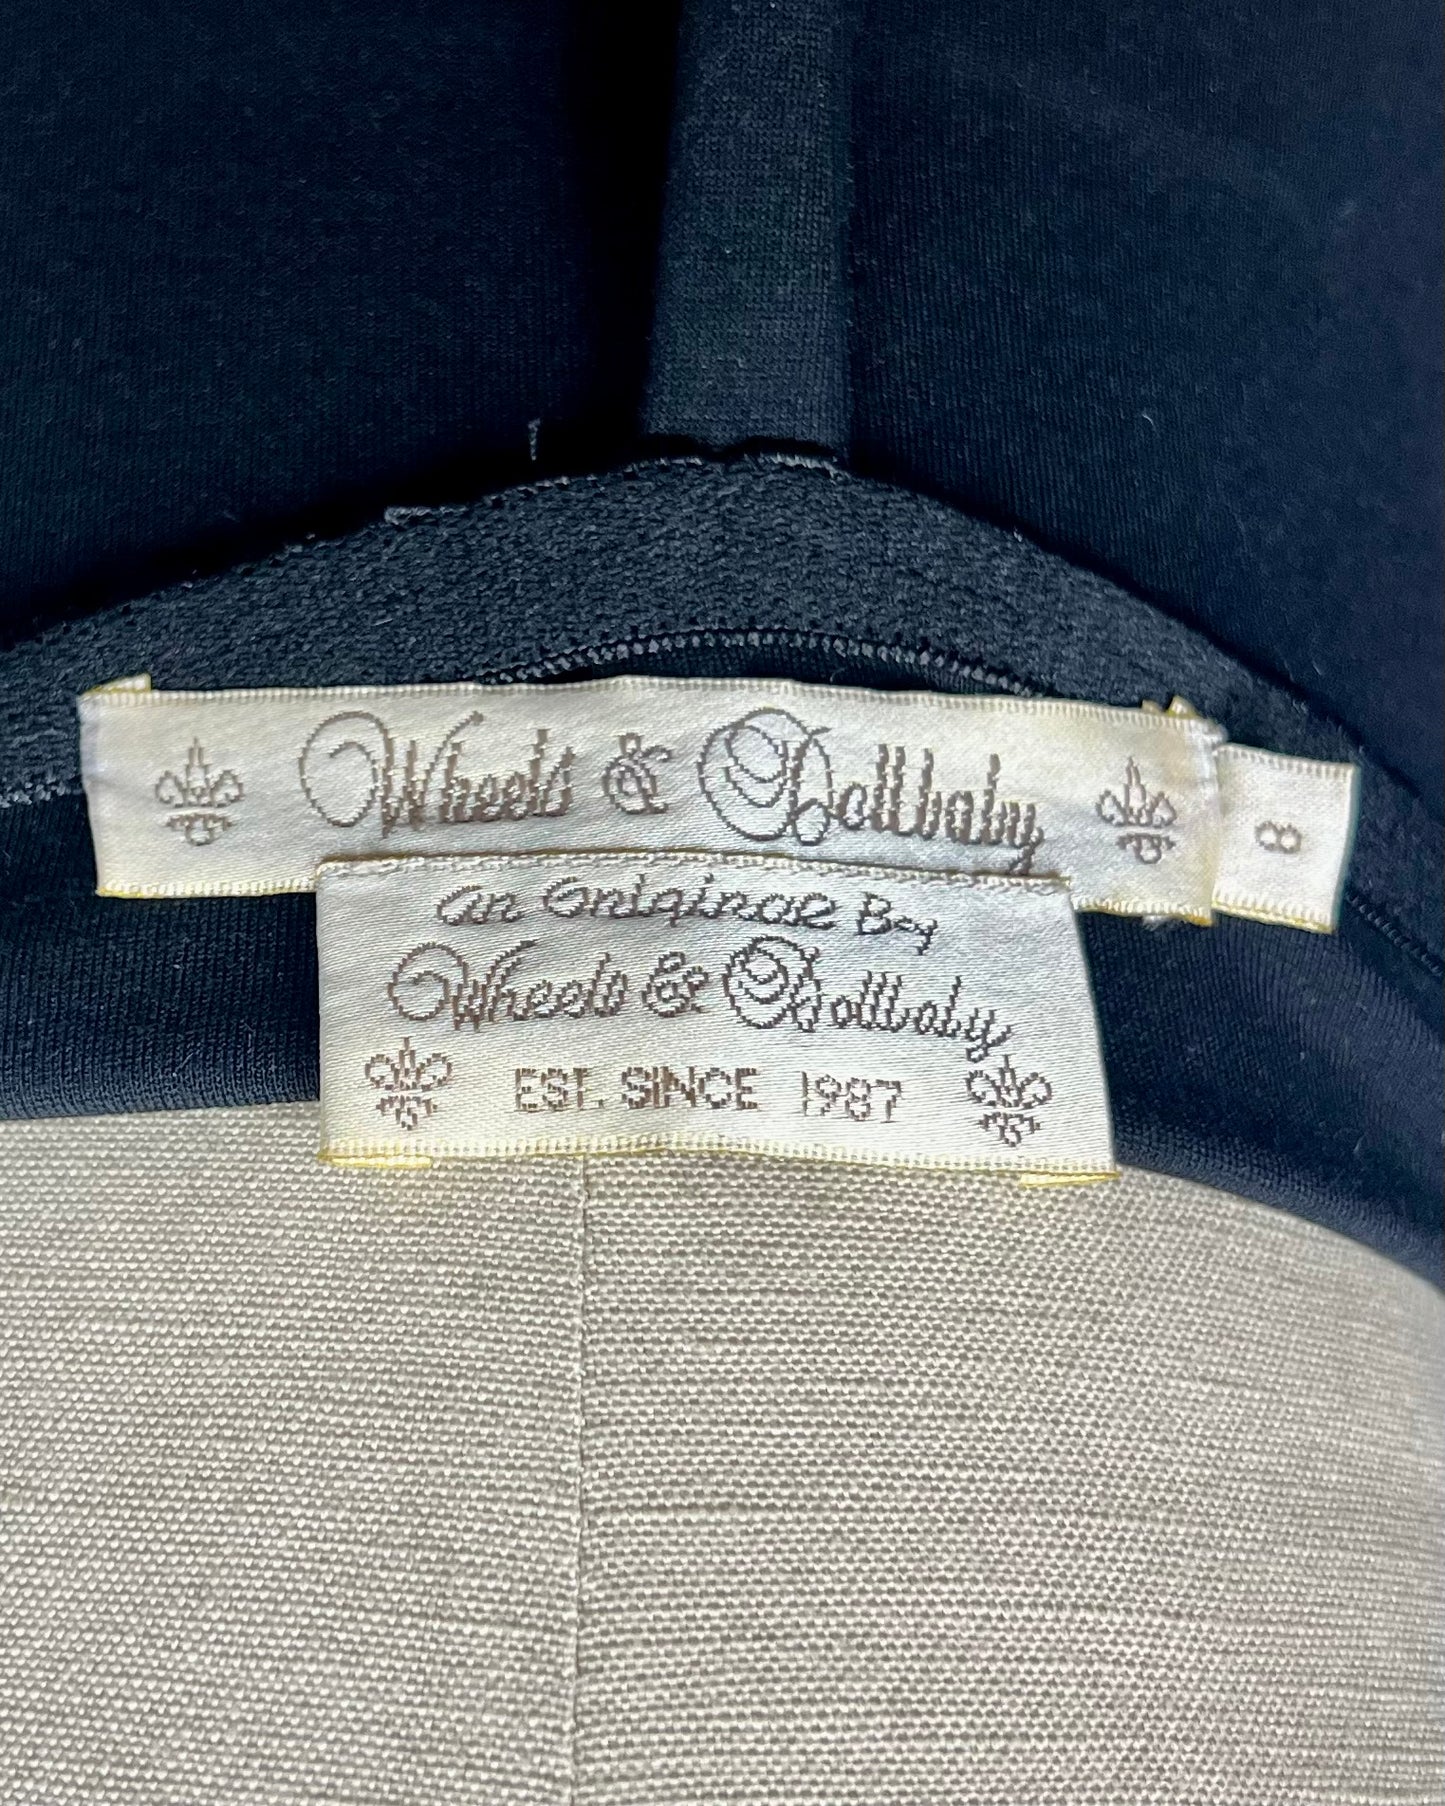 Wheels & Dollbaby
8
An Original By
Wheels & Dollbaby
EST. SINCE 1987